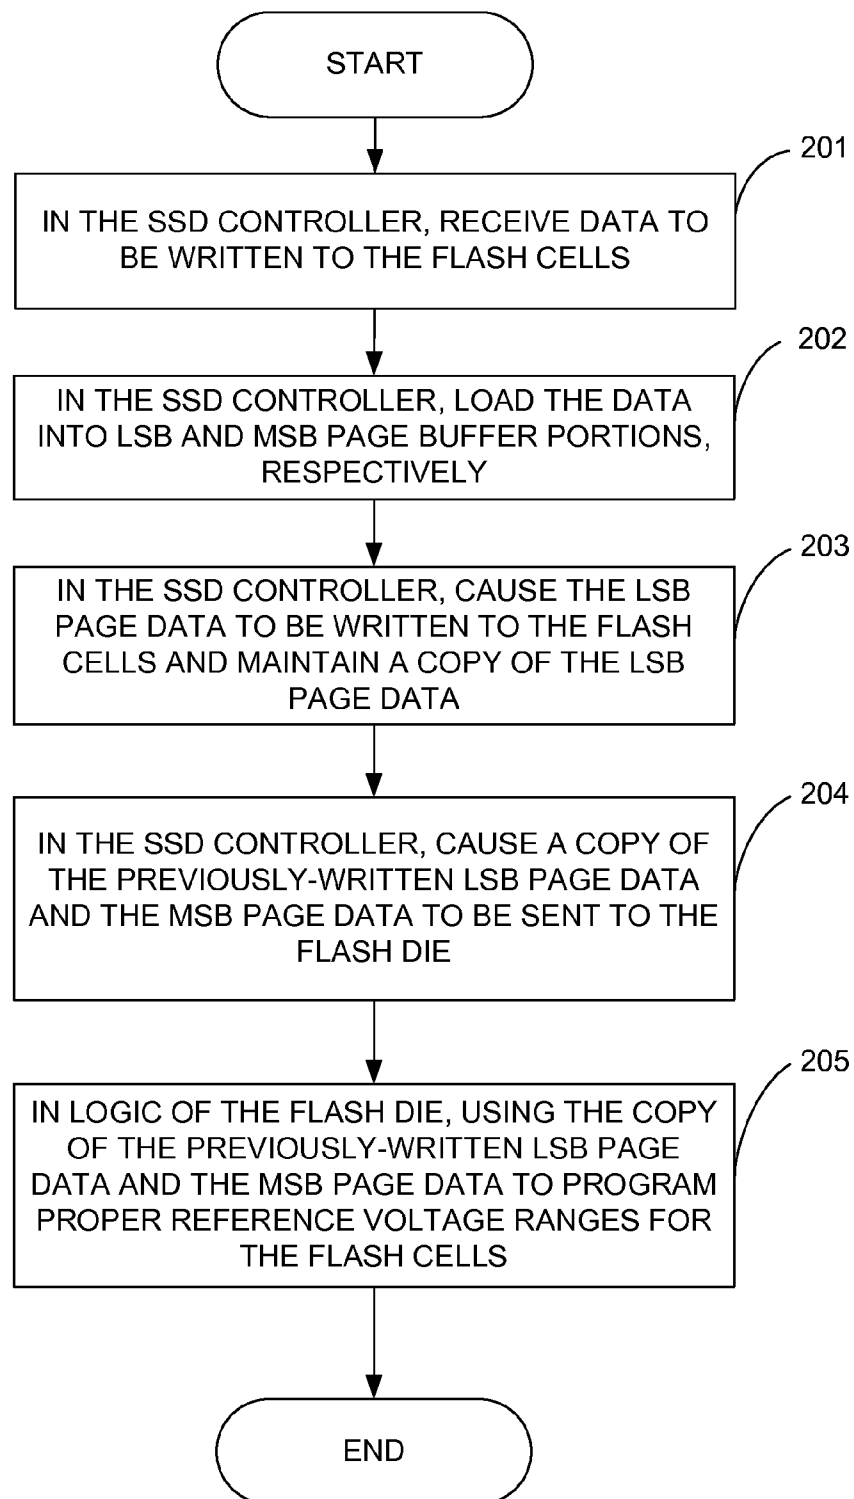 START
201
IN THE SSD CONTROLLER, RECEIVE DATA TO
BE WRITTEN TO THE FLASH CELLS
202
IN THE SSD CONTROLLER, LOAD THE DATA
INTO LSB AND MSB PAGE BUFFER PORTIONS,
RESPECTIVELY
203
IN THE SSD CONTROLLER, CAUSE THE LSB
PAGE DATA TO BE WRITTEN TO THE FLASH
CELLS AND MAINTAIN A COPY OF THE LSB
PAGE DATA
204
IN THE SSD CONTROLLER, CAUSE A COPY OF
THE PREVIOUSLY-WRITTEN LSB PAGE DATA
AND THE MSB PAGE DATA TO BE SENT TO THE
FLASH DIE
205
IN LOGIC OF THE FLASH DIE, USING THE COPY
OF THE PREVIOUSLY-WRITTEN LSB PAGE
DATA AND THE MSB PAGE DATA TO PROGRAM
PROPER REFERENCE VOLTAGE RANGES FOR
THE FLASH CELLS
END